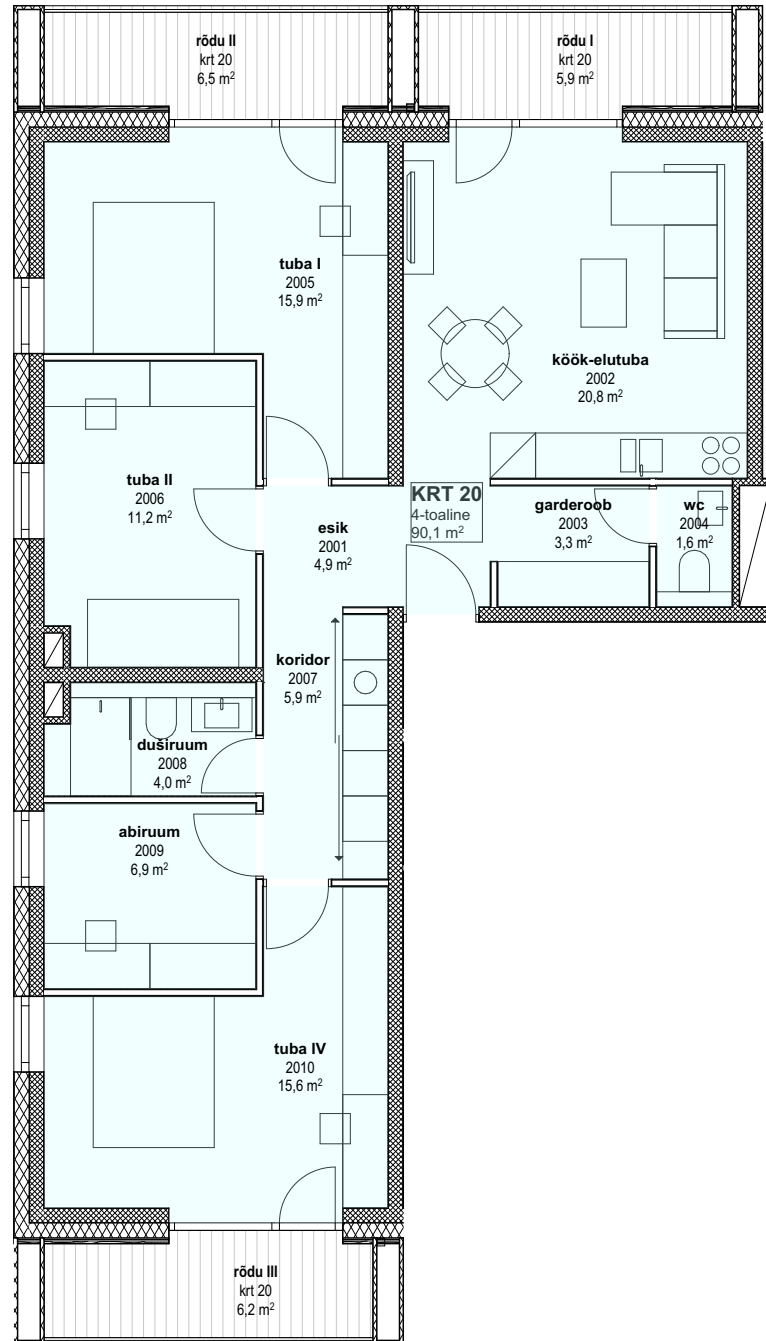 rõdu II
krt 20
6,5 m²
rõdu I
krt 20
5,9 m²
tuba I
2005
15,9 m²
köök-elutuba
2002
20,8 m²
tuba II
2006
11,2 m²
KRT 20
4-toaline
90,1 m²
esik
2001
4,9 m²
garderoob
2003
3,3 m²
wc
2004
1,6 m²
koridor
2007
5,9 m²
duširuum
2008
4,0 m²
abiruum
2009
6,9 m²
tuba IV
2010
15,6 m²
rõdu III
krt 20
6,2 m²